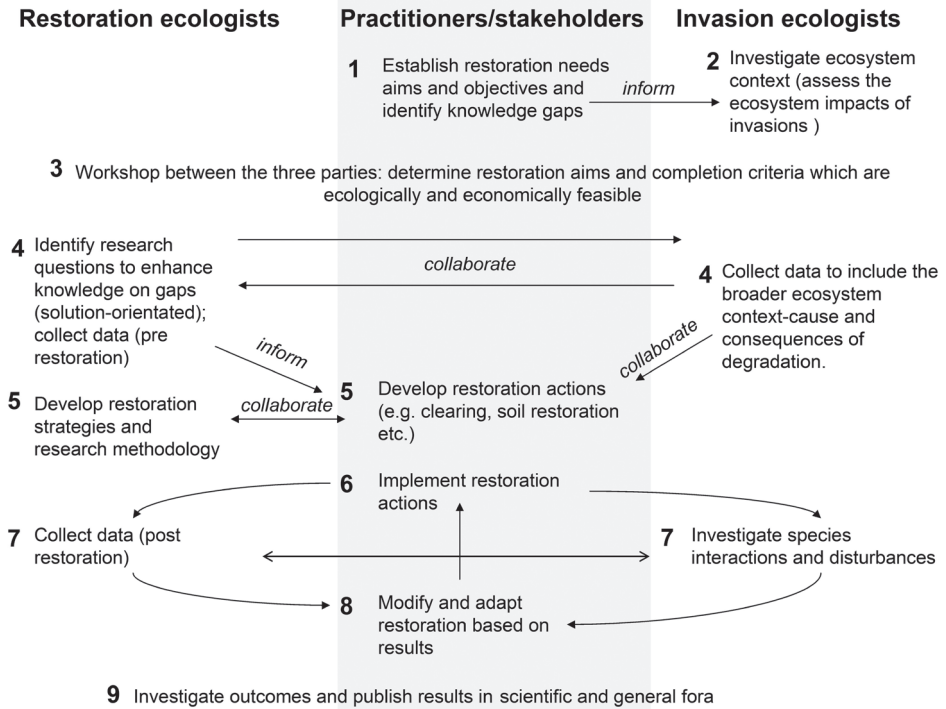 Restoration ecologists
Practitioners/stakeholders
Invasion ecologists
1
Establish restoration needs
aims and objectives and
identify knowledge gaps
inform
2
Investigate ecosystem
context (assess the
ecosystem impacts of
invasions )
3
Workshop between the three parties: determine restoration aims and completion criteria which are
ecologically and economically feasible
4
Identify research
questions to enhance
knowledge on gaps
(solution-orientated);
collect data (pre
restoration)
collaborate
4
Collect data to include the
broader ecosystem
context-cause and
consequences of
degradation.
inform
collaborate
5
Develop restoration
strategies and
research methodology
collaborate
5
Develop restoration actions
(e.g. clearing, soil restoration
etc.)
6
Implement restoration
actions
7
Collect data (post
restoration)
7
Investigate species
interactions and disturbances
8
Modify and adapt
restoration based on
results
9
Investigate outcomes and publish results in scientific and general fora